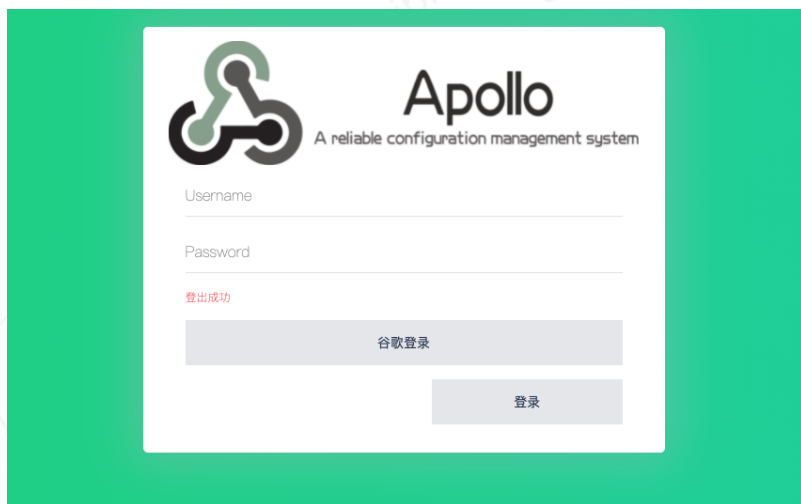 Apollo
A reliable configuration management system
Username
Password
登出成功
谷歌登录
登录